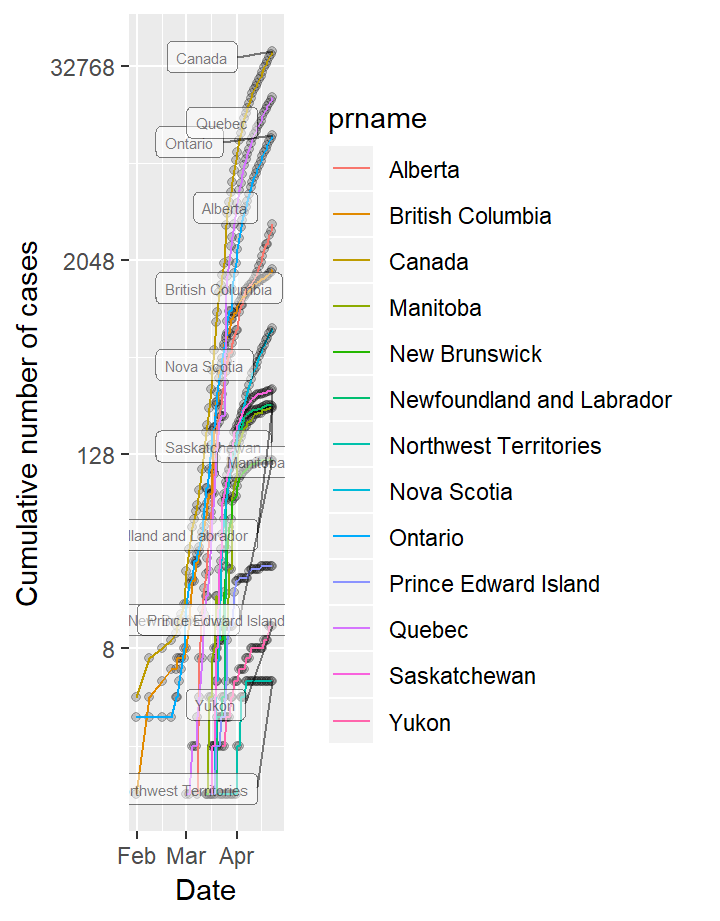 32768
2048
128
8
Cumulative number of cases
Canada
Quebec
Ontario
Alberta
British Columbia
Nova Scotia
Saskatchewan
Manitoba
lland and Labrador
Prince Edward Island
Yukon
rthwest Territories
Feb Mar Apr
Date
prname
Alberta
British Columbia
Canada
Manitoba
New Brunswick
Newfoundland and Labrador
Northwest Territories
Nova Scotia
Ontario
Prince Edward Island
Quebec
Saskatchewan
Yukon